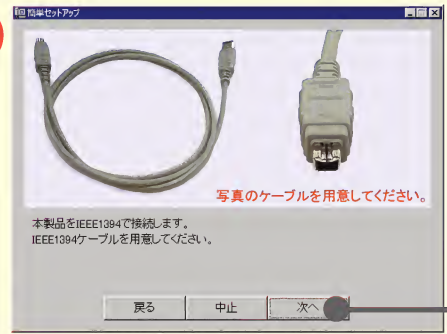 簡単セットアップ
写真のケーブルを用意してください。
本製品をIEEE1394で接続します。
IEEE1394ケーブルを用意してください。
戻る
中止
次へ